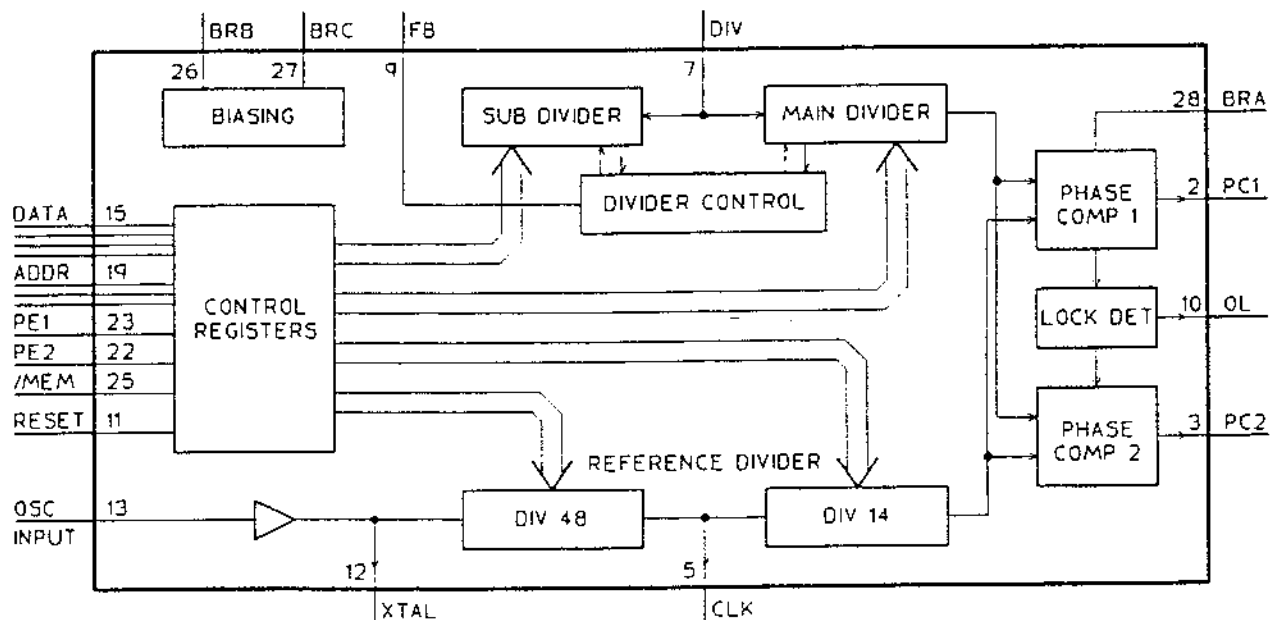 BRB BRC FB DIV
26 27 9 7
BIASING
SUB DIVIDER
MAIN DIVIDER
28 BRA
DIVIDER CONTROL
PHASE
COMP 1
2 PC1
DATA 15
ADDR 19
CONTROL
REGISTERS
LOCK DET
10 OL
PE1 23
PE2 22
/MEM 25
RESET 11
PHASE
COMP 2
3 PC2
REFERENCE DIVIDER
OSC
INPUT
13
DIV 48
DIV 14
12 5
XTAL CLK